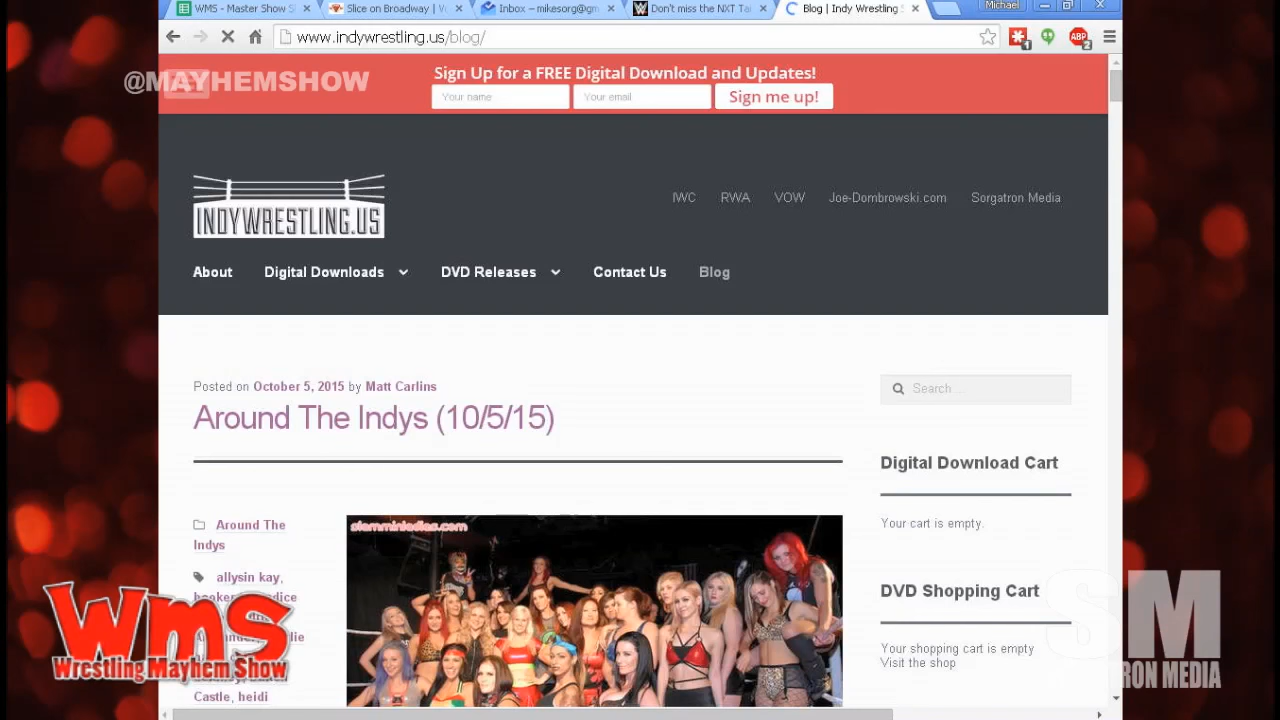 WMS - Master Show S
Slice on Broadway | V
Inbox – mikesorg@gm
Don't miss the NXT Ta
Blog | Indy Wrestling
Michael
www.indywrestling.us/blog/
1
ABP
2
@MAYHEMSHOW
Sign Up for a FREE Digital Download and Updates!
Your name
Your email
Sign me up!
INDYWRESTLING.US
IWC
RWA
VOW
Joe-Dombrowski.com
Sorgatron Media
About
Digital Downloads
DVD Releases
Contact Us
Blog
Posted on October 5, 2015 by Matt Carlins
Around The Indys (10/5/15)
Search ...
Digital Download Cart
Your cart is empty.
DVD Shopping Cart
Your shopping cart is empty
Visit the shop
Around The
Indys
allysin kay,
Castle, heidi
slamminladies.com
Wms
Wrestling Mayhem Show
SM
TRON MEDIA